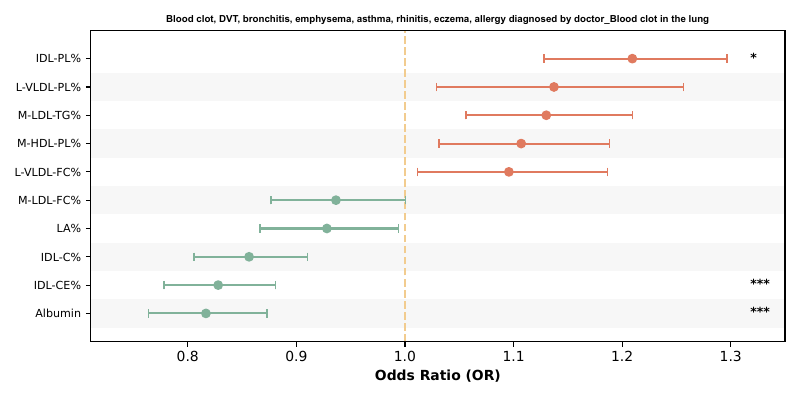 Blood clot, DVT, bronchitis, emphysema, asthma, rhinitis, eczema, allergy diagnosed by doctor_Blood clot in the lung
IDL-PL% *
L-VLDL-PL%
M-LDL-TG%
M-HDL-PL%
L-VLDL-FC%
M-LDL-FC%
LA%
IDL-C%
IDL-CE% ***
Albumin ***
0.8 0.9 1.0 1.1 1.2 1.3
Odds Ratio (OR)